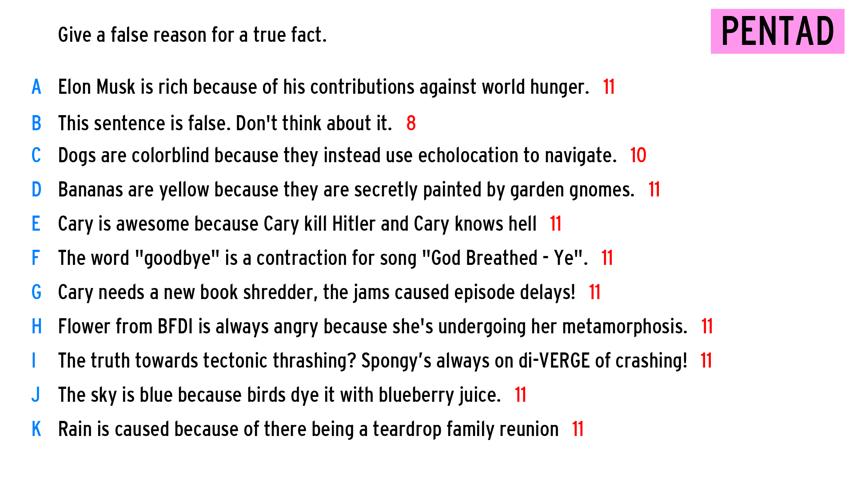 Give a false reason for a true fact.
PENTAD
A Elon Musk is rich because of his contributions against world hunger. 11
B This sentence is false. Don't think about it. 8
C Dogs are colorblind because they instead use echolocation to navigate. 10
D Bananas are yellow because they are secretly painted by garden gnomes. 11
E Cary is awesome because Cary kill Hitler and Cary knows hell 11
F The word "goodbye" is a contraction for song "God Breathed - Ye". 11
G Cary needs a new book shredder, the jams caused episode delays! 11
H Flower from BFDI is always angry because she's undergoing her metamorphosis. 11
I The truth towards tectonic thrashing? Spongy’s always on di-VERGE of crashing! 11
J The sky is blue because birds dye it with blueberry juice. 11
K Rain is caused because of there being a teardrop family reunion 11